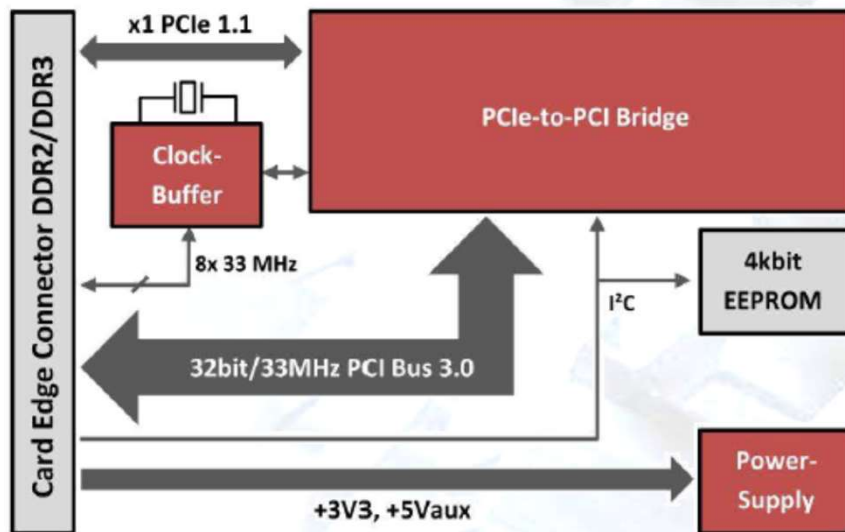 x1 PCIe 1.1
PCIe-to-PCI Bridge
Clock-
Buffer
8x 33 MHz
4kbit
EEPROM
I²C
32bit/33MHz PCI Bus 3.0
Card Edge Connector DDR2/DDR3
Power-
Supply
+3V3, +5Vaux